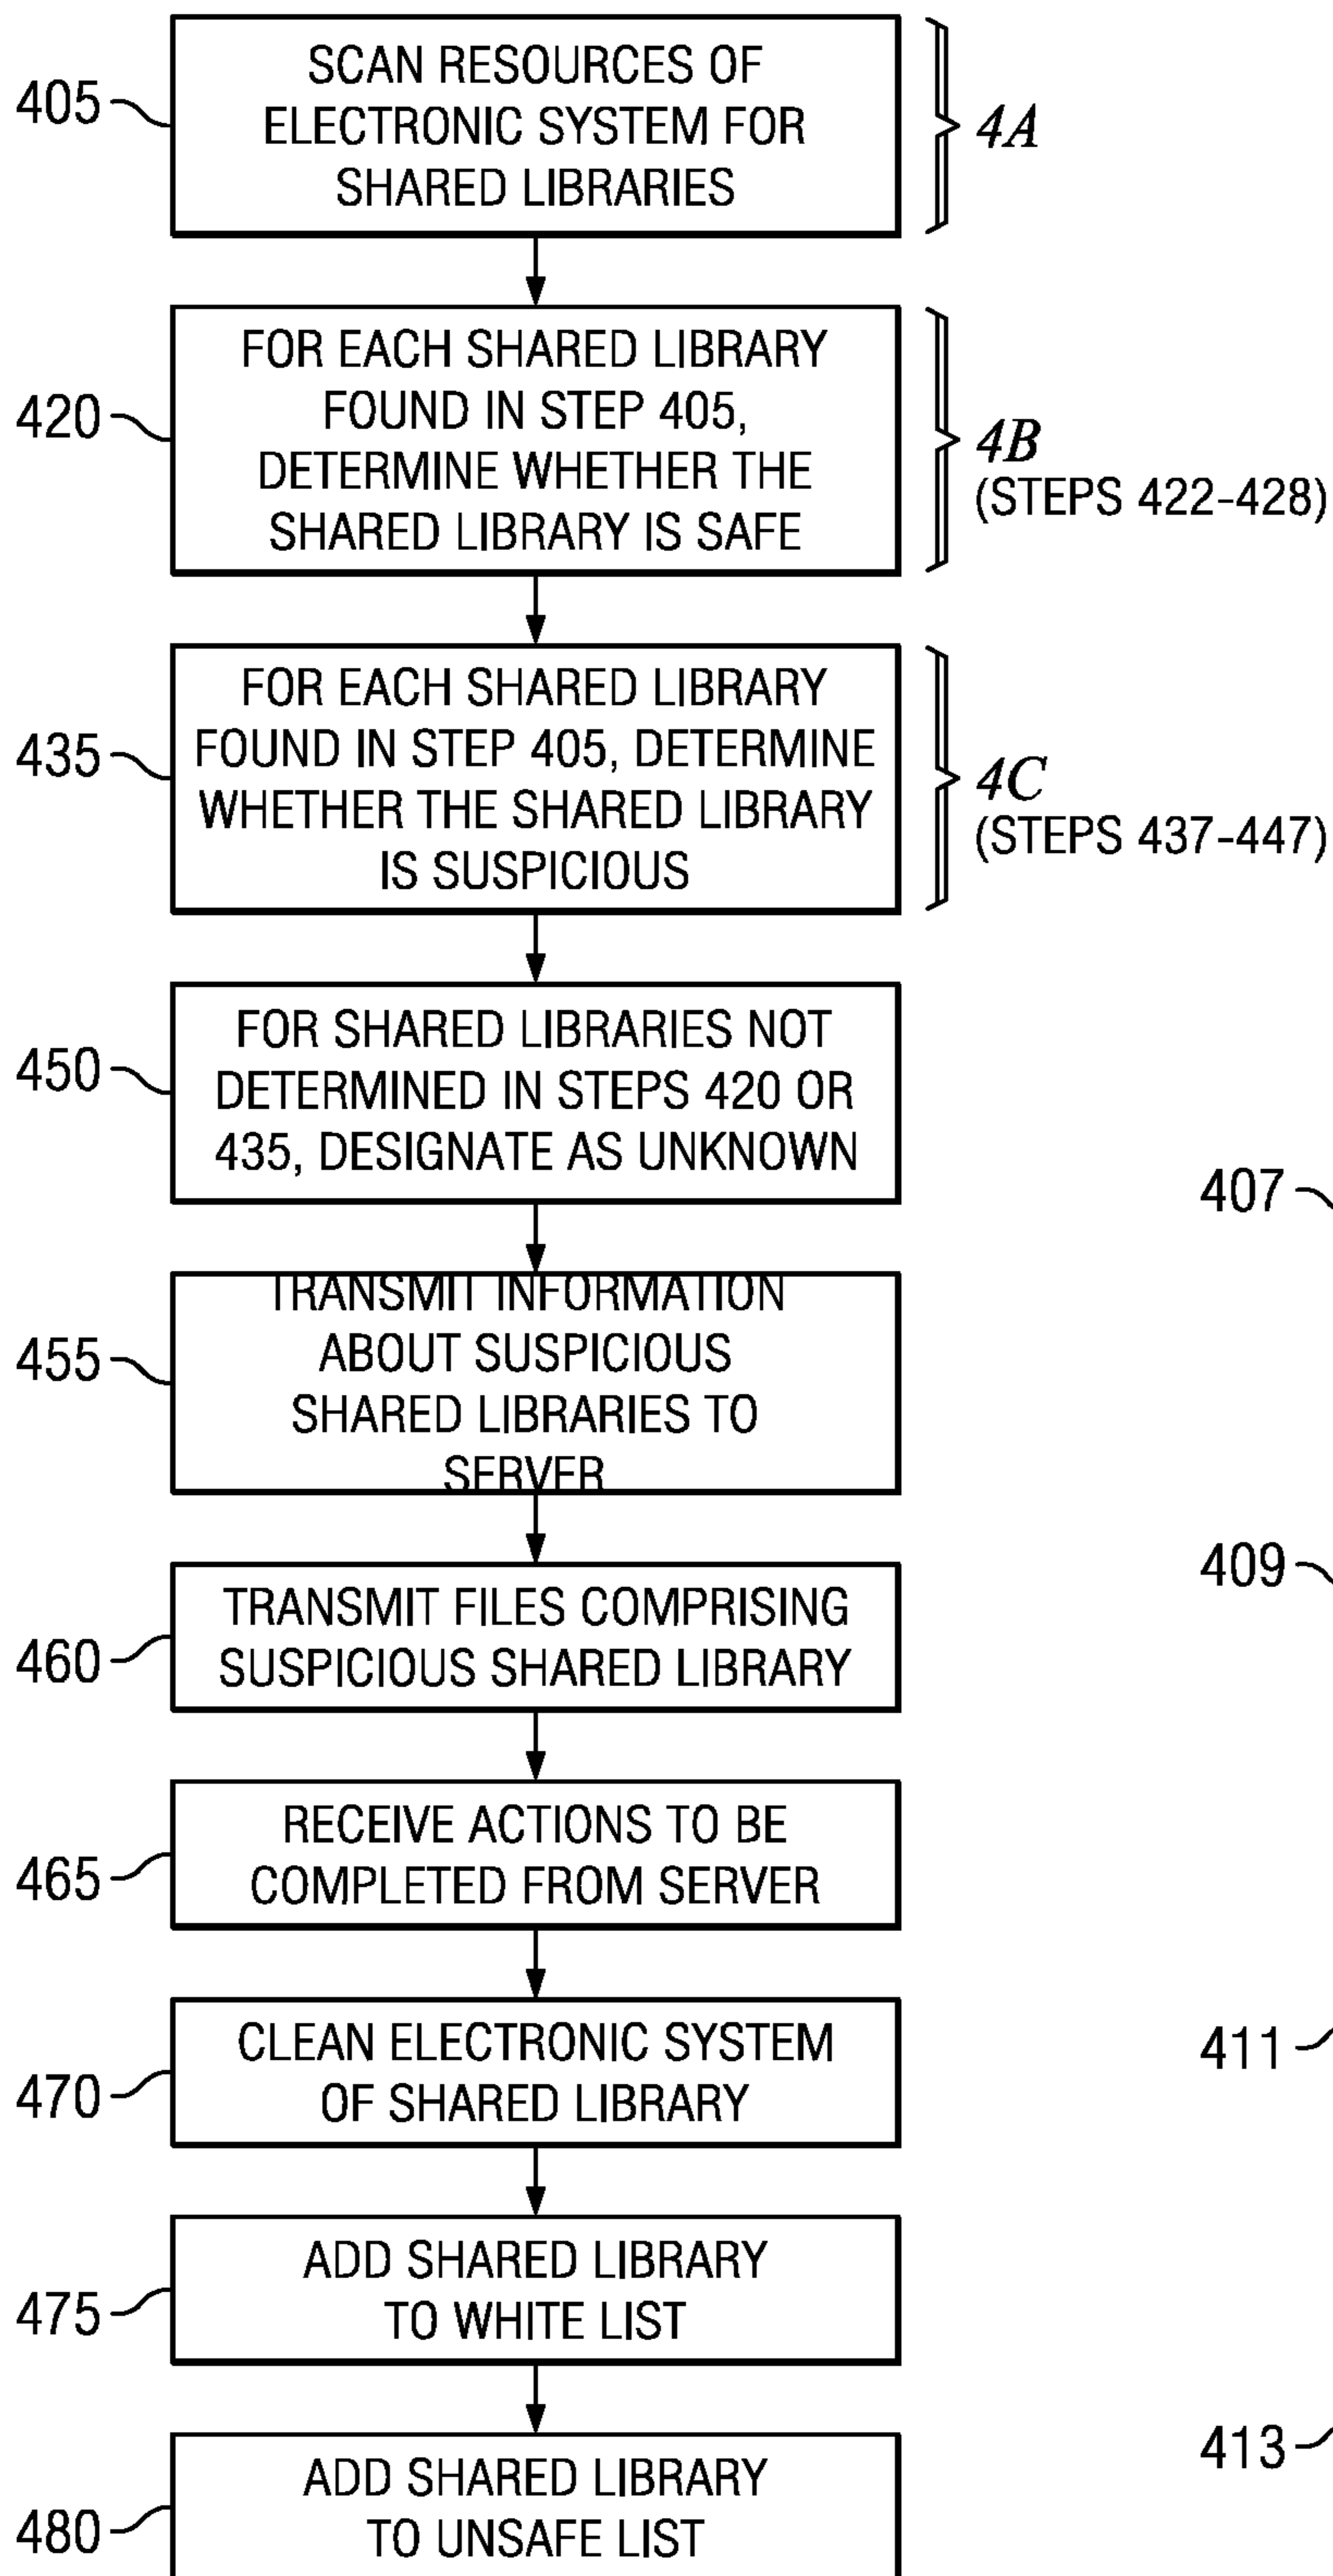 SCAN RESOURCES OF
ELECTRONIC SYSTEM FOR
SHARED LIBRARIES
405
4A
FOR EACH SHARED LIBRARY
FOUND IN STEP 405,
DETERMINE WHETHER THE
SHARED LIBRARY IS SAFE
420
4B
(STEPS 422-428)
FOR EACH SHARED LIBRARY
FOUND IN STEP 405, DETERMINE
WHETHER THE SHARED LIBRARY
IS SUSPICIOUS
435
4C
(STEPS 437-447)
FOR SHARED LIBRARIES NOT
DETERMINED IN STEPS 420 OR
435, DESIGNATE AS UNKNOWN
450
407
TRANSMIT INFORMATION
ABOUT SUSPICIOUS
SHARED LIBRARIES TO
SERVER
455
TRANSMIT FILES COMPRISING
SUSPICIOUS SHARED LIBRARY
460
409
RECEIVE ACTIONS TO BE
COMPLETED FROM SERVER
465
CLEAN ELECTRONIC SYSTEM
OF SHARED LIBRARY
470
411
ADD SHARED LIBRARY
TO WHITE LIST
475
ADD SHARED LIBRARY
TO UNSAFE LIST
480
413